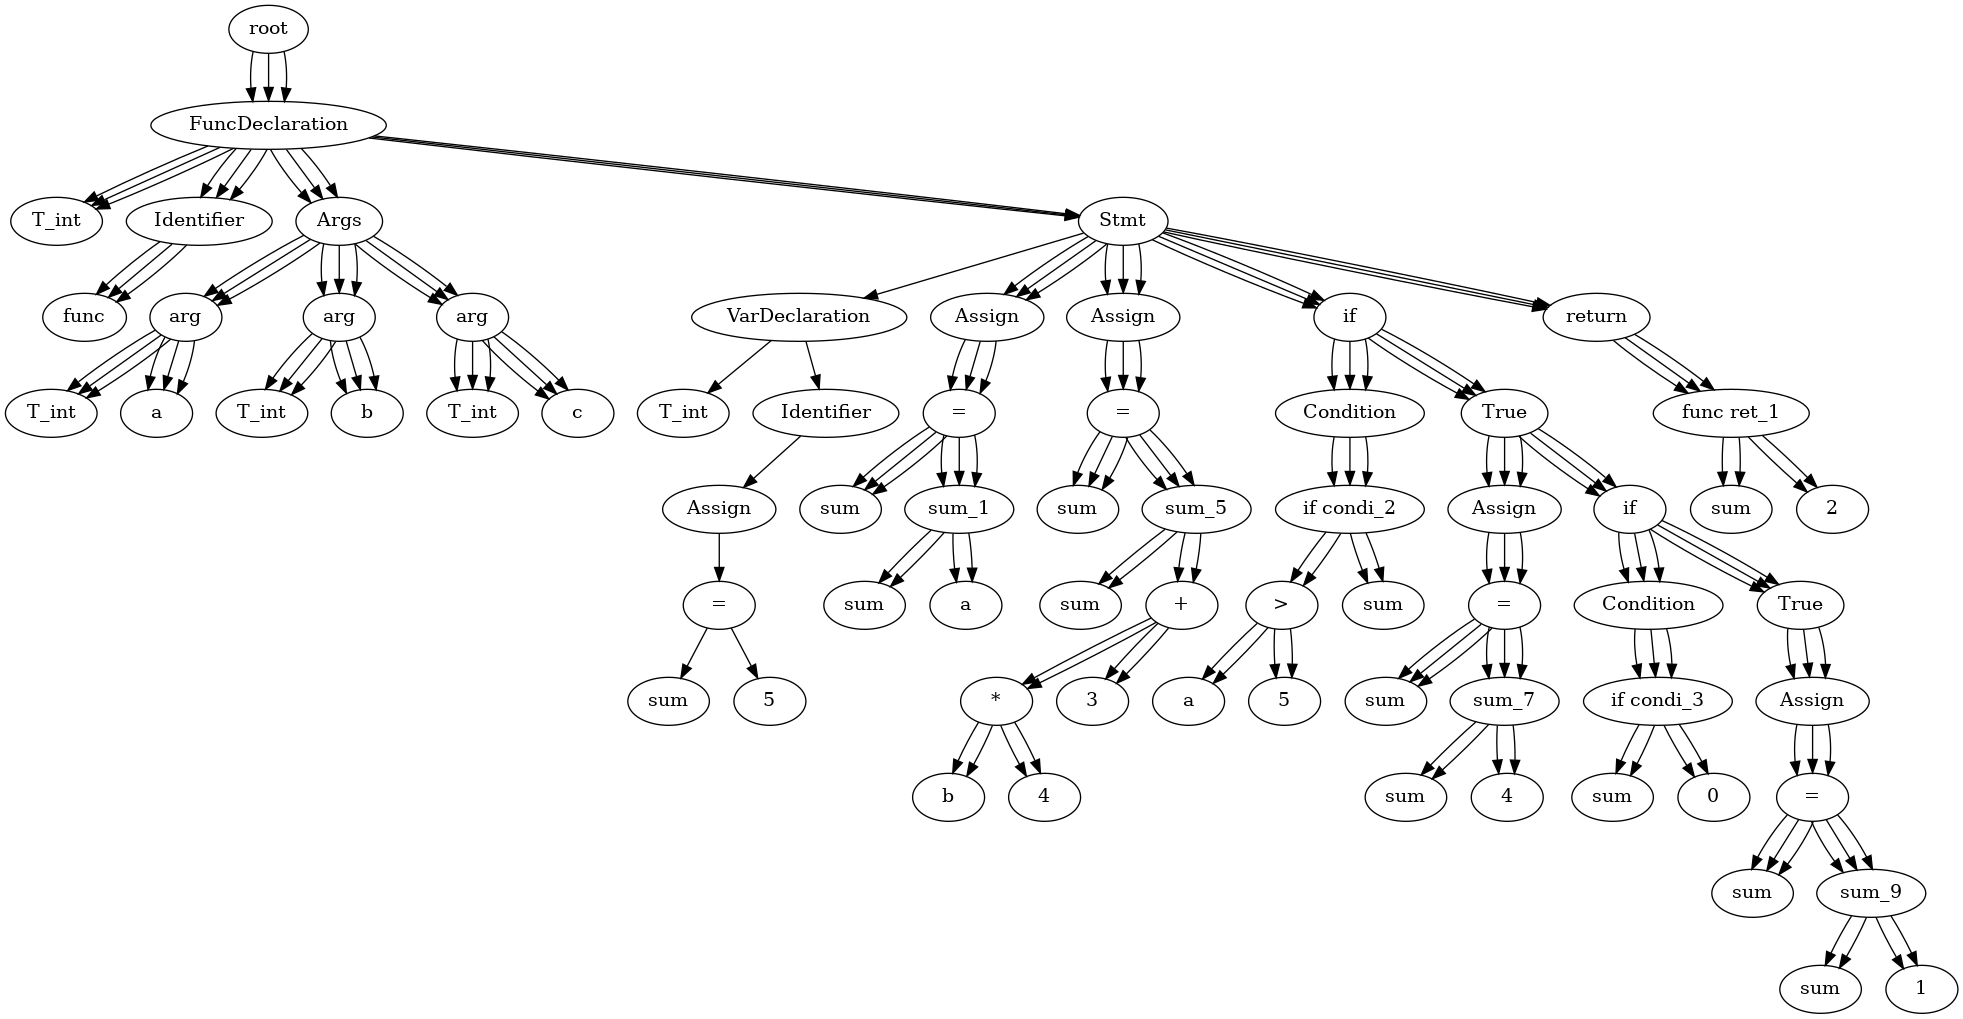 root
FuncDeclaration
T_int Identifier Args Stmt
func arg arg arg VarDeclaration Assign Assign if return
T_int a T_int b T_int c T_int Identifier = = Condition True func ret_1
Assign sum sum_1 sum sum_5 if condi_2 Assign if sum 2
= sum a sum + > sum = Condition True
sum 5 * 3 a 5 sum sum_7 if condi_3 Assign
b 4 sum 4 sum 0 =
sum sum_9
sum 1